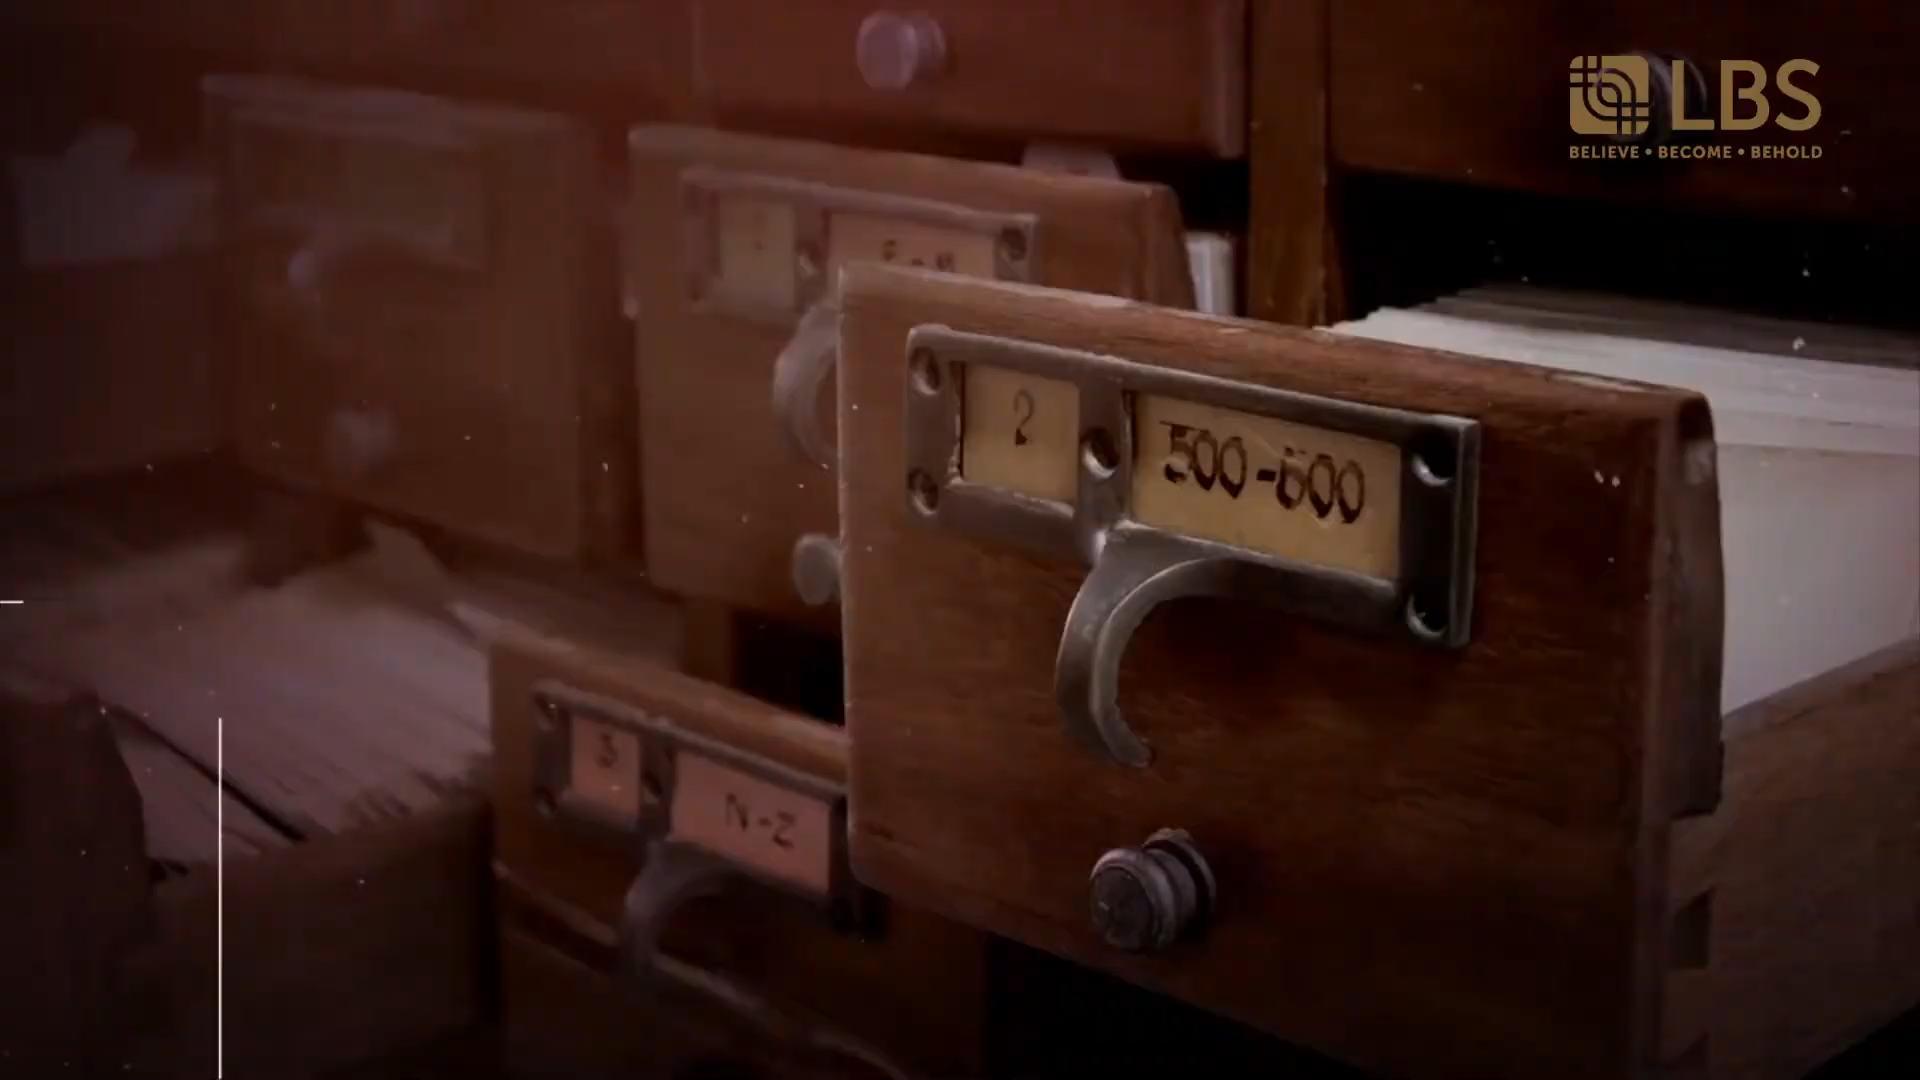 LBS
BELIEVE • BECOME • BEHOLD
2
500-600
3
N-Z